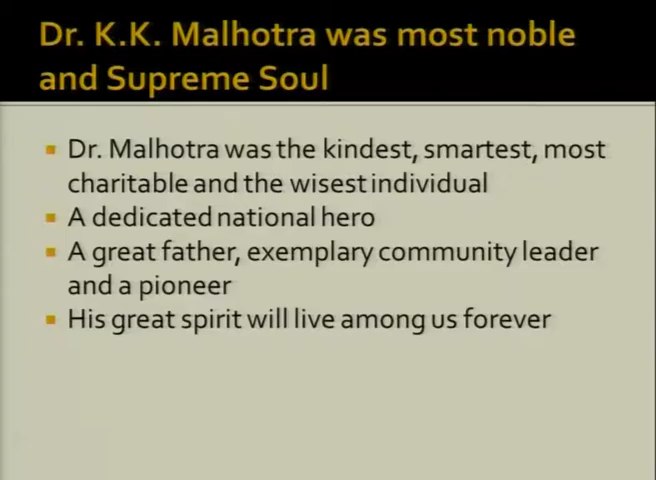 Dr. K.K. Malhotra was most noble
and Supreme Soul
Dr. Malhotra was the kindest, smartest, most
charitable and the wisest individual
A dedicated national hero
A great father, exemplary community leader
and a pioneer
His great spirit will live among us forever